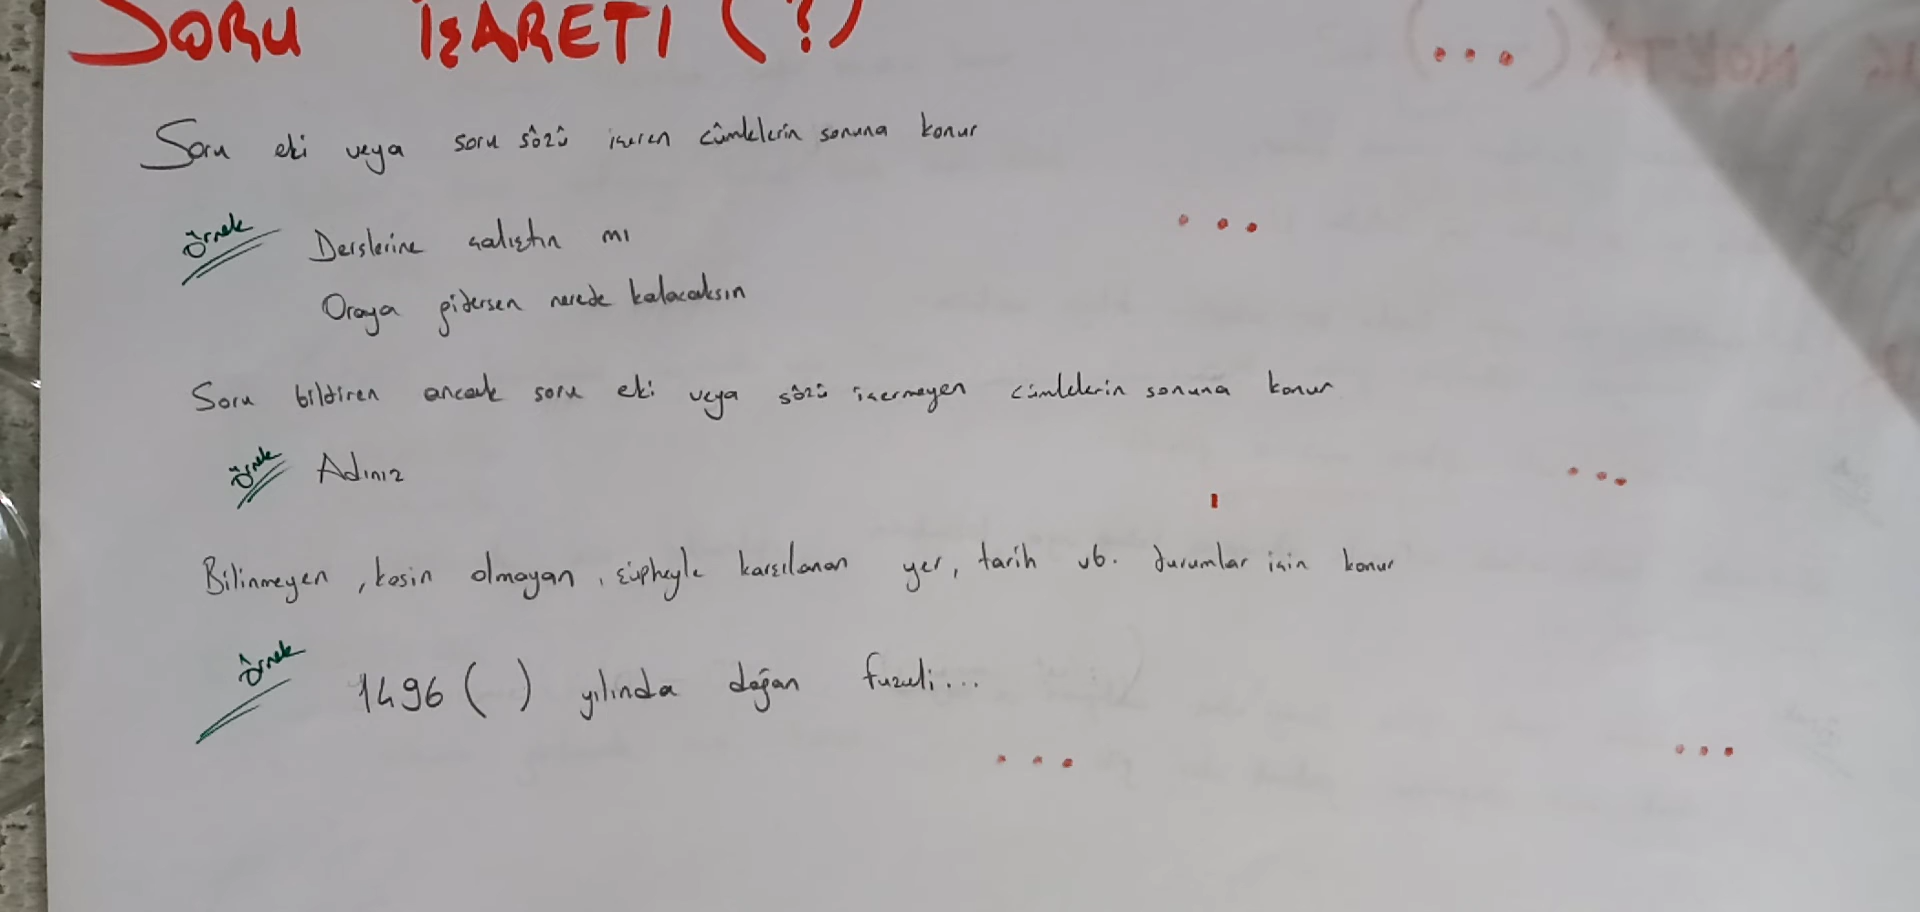 SORU İŞARETİ (?)
Soru eki veya soru sözü içeren cümlelerin sonuna konur
örnek Derslerine çalıştın mı
Oraya gidersen nerede kalacaksın
Soru bildiren ancak soru eki veya sözü içermeyen cümlelerin sonuna konur
örnek Adınız
Bilinmeyen, kesin olmayan, şüpheyle karşılanan yer, tarih vb. durumlar için konur
örnek 1496 ( ) yılında doğan fuzuli...